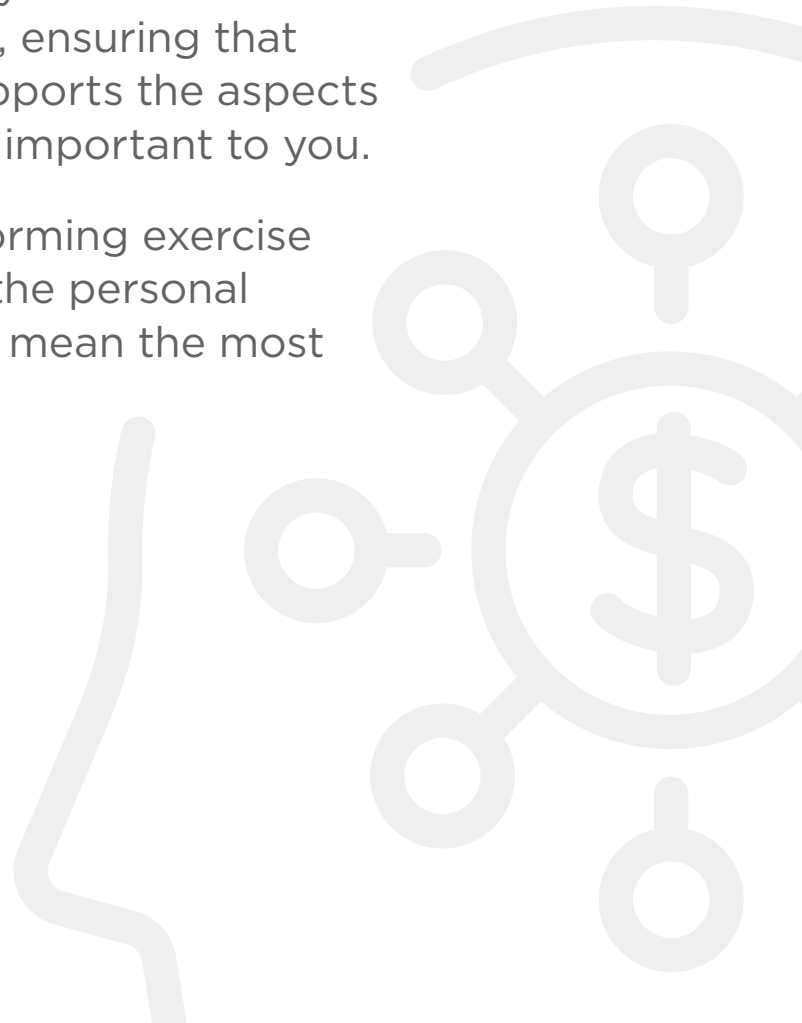 , ensuring that
pports the aspects
important to you.
orming exercise
the personal
mean the most